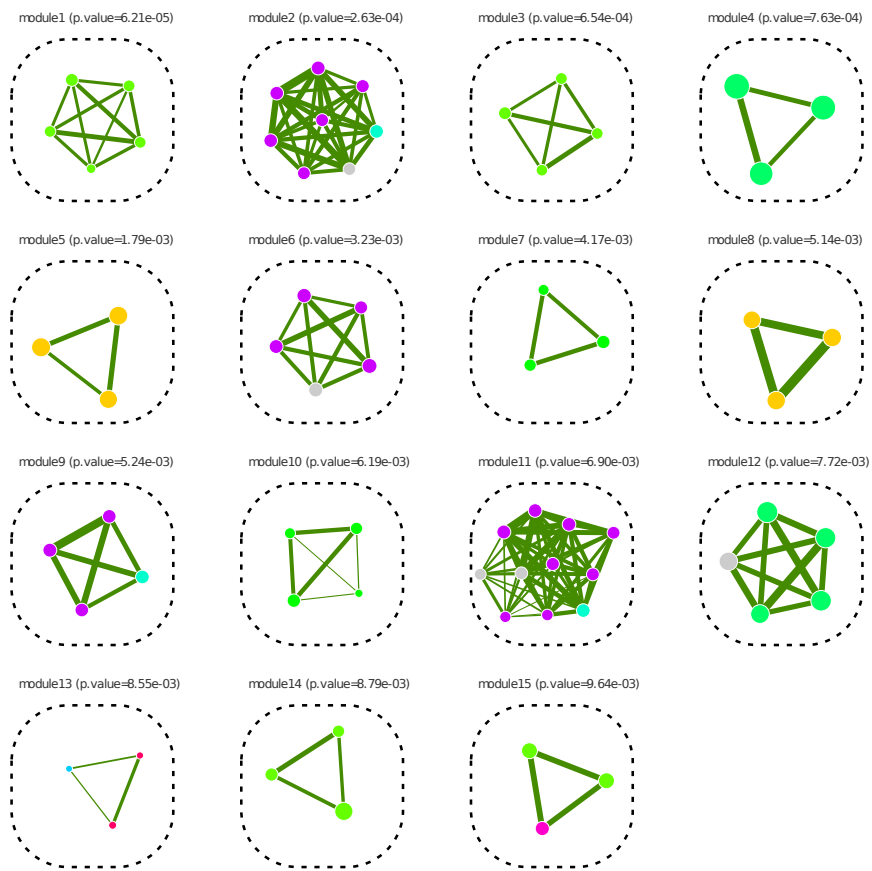 module1 (p.value=6.21e-05)
module2 (p.value=2.63e-04)
module3 (p.value=6.54e-04)
module4 (p.value=7.63e-04)
module5 (p.value=1.79e-03)
module6 (p.value=3.23e-03)
module7 (p.value=4.17e-03)
module8 (p.value=5.14e-03)
module9 (p.value=5.24e-03)
module10 (p.value=6.19e-03)
module11 (p.value=6.90e-03)
module12 (p.value=7.72e-03)
module13 (p.value=8.55e-03)
module14 (p.value=8.79e-03)
module15 (p.value=9.64e-03)